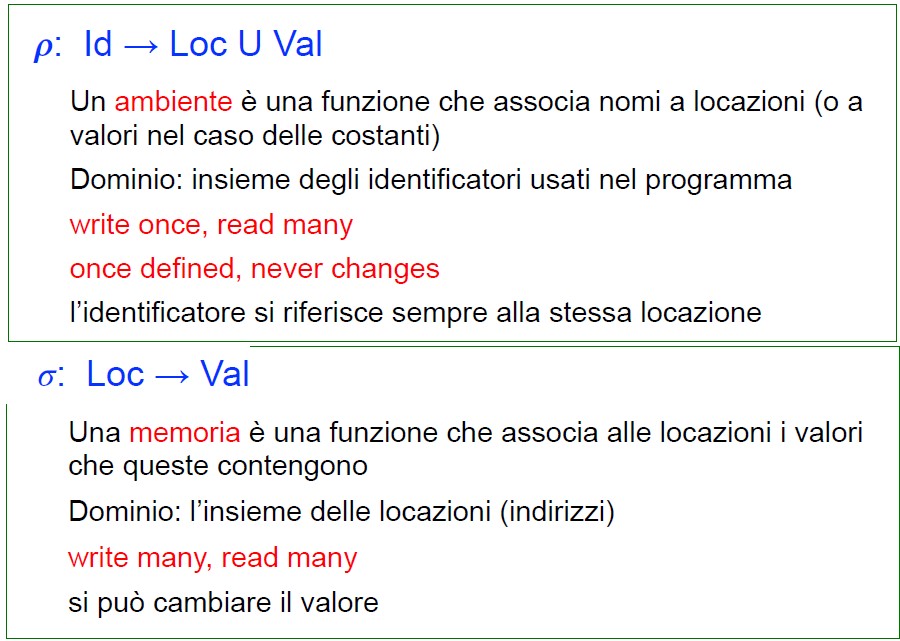 ρ: Id → Loc U Val
Un ambiente è una funzione che associa nomi a locazioni (o a
valori nel caso delle costanti)
Dominio: insieme degli identificatori usati nel programma
write once, read many
once defined, never changes
l’identificatore si riferisce sempre alla stessa locazione
σ: Loc → Val
Una memoria è una funzione che associa alle locazioni i valori
che queste contengono
Dominio: l’insieme delle locazioni (indirizzi)
write many, read many
si può cambiare il valore